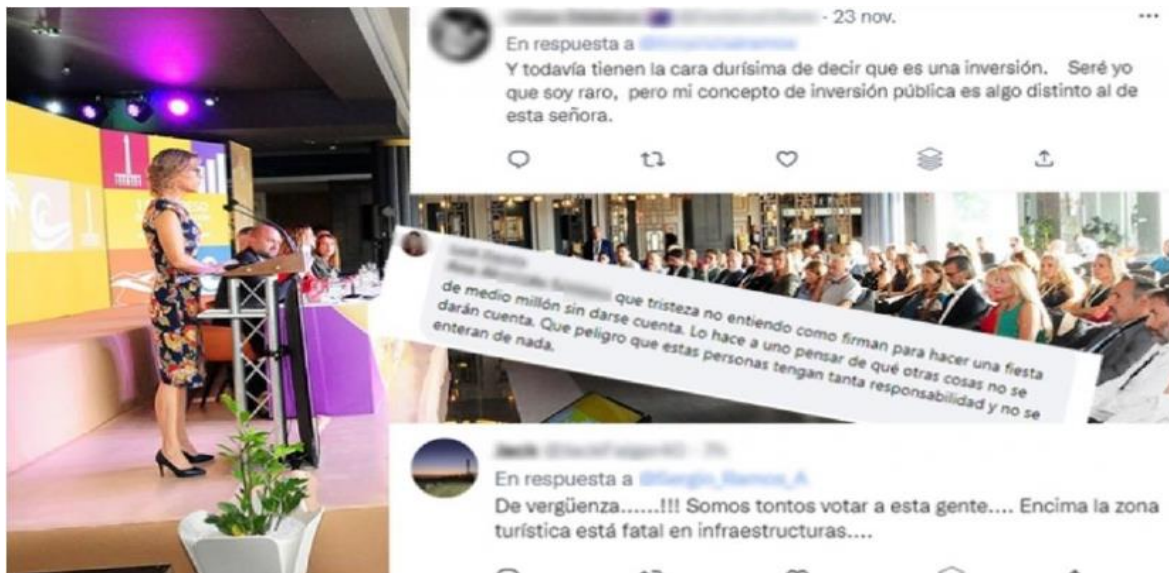 - 23 nov.
En respuesta a
Y todavía tienen la cara durísima de decir que es una inversión. Seré yo
que soy raro, pero mi concepto de inversión pública es algo distinto al de
esta señora.
que tristeza no entiendo como firman para hacer una fiesta
de medio millón sin darse cuenta. Lo hace a uno pensar de qué otras cosas no se
darán cuenta. Que peligro que estas personas tengan tanta responsabilidad y no se
enteran de nada.
En respuesta a
De vergüenza......!!! Somos tontos votar a esta gente.... Encima la zona
turística está fatal en infraestructuras....